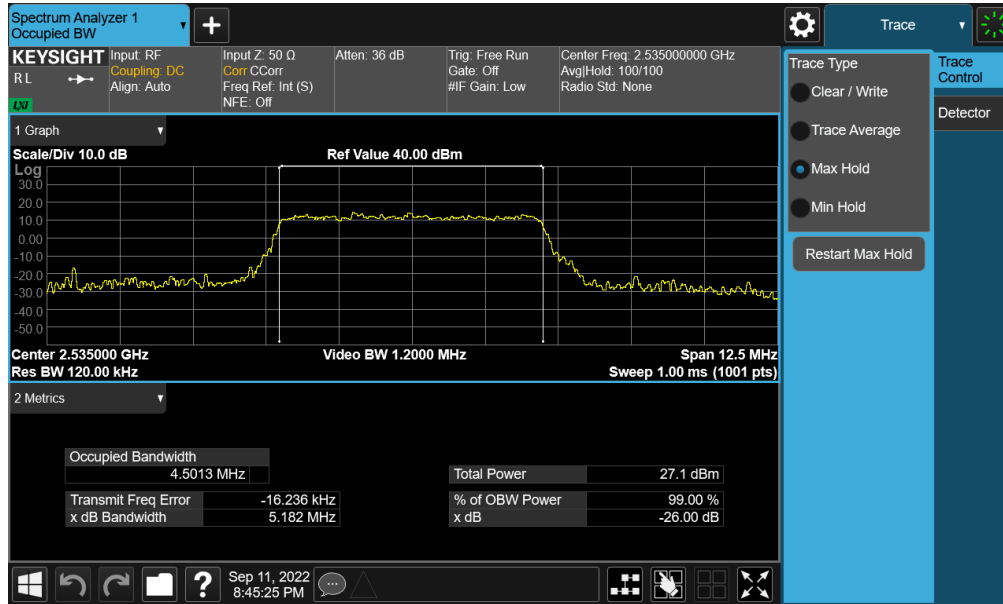 Spectrum Analyzer 1
Occupied BW
Trace
KEYSIGHT
R L
LXI
Input: RF
Coupling: DC
Align: Auto
Input Z: 50 Ω
Corr CCorr
Freq Ref: Int (S)
NFE: Off
Atten: 36 dB
Trig: Free Run
Gate: Off
#IF Gain: Low
Center Freq: 2.535000000 GHz
Avg|Hold: 100/100
Radio Std: None
Trace Type
Clear / Write
Trace Average
Max Hold
Min Hold
Restart Max Hold
Trace
Control
Detector
1 Graph
Scale/Div 10.0 dB
Ref Value 40.00 dBm
Log
30.0
20.0
10.0
0.00
-10.0
-20.0
-30.0
-40.0
-50.0
Center 2.535000 GHz
Video BW 1.2000 MHz
Span 12.5 MHz
Res BW 120.00 kHz
Sweep 1.00 ms (1001 pts)
2 Metrics
Occupied Bandwidth
4.5013 MHz
Total Power 27.1 dBm
Transmit Freq Error -16.236 kHz
% of OBW Power 99.00 %
x dB Bandwidth 5.182 MHz
x dB -26.00 dB
?
Sep 11, 2022
8:45:25 PM